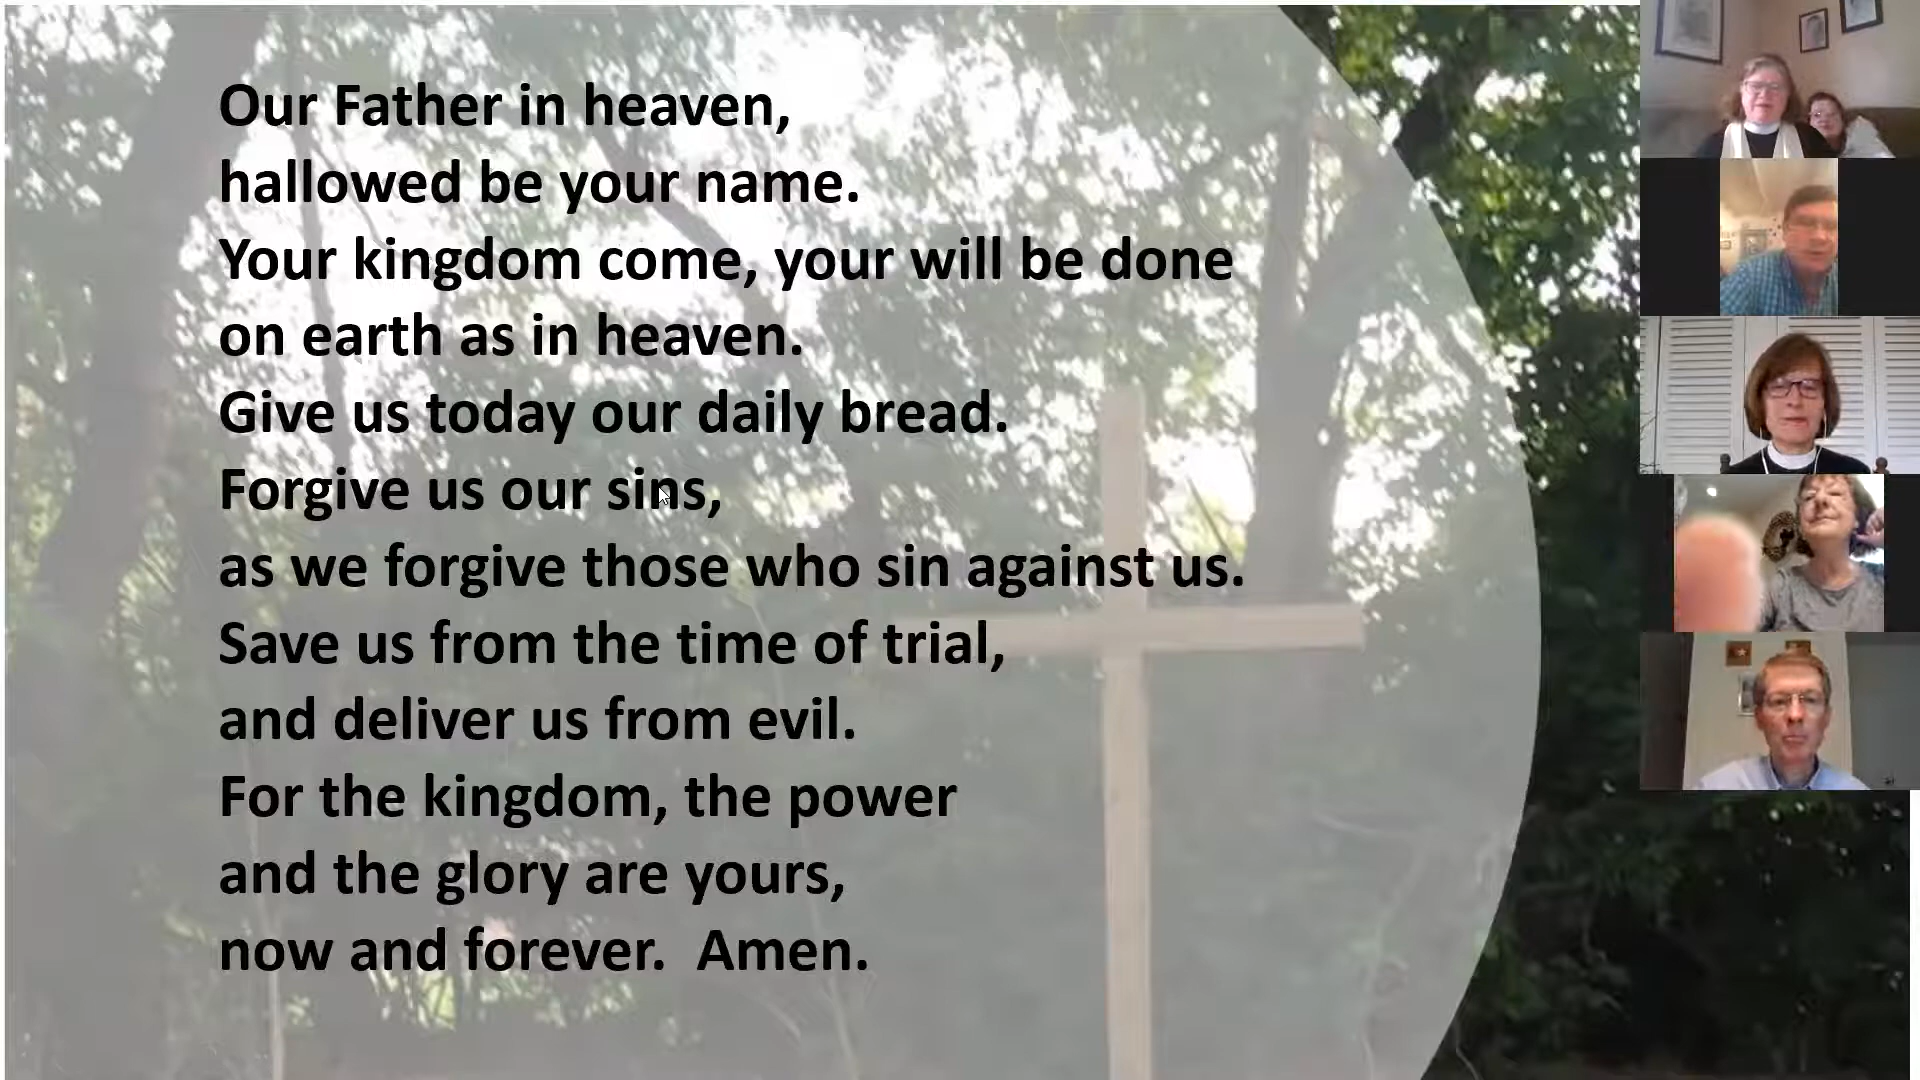 Our Father in heaven,
hallowed be your name.
Your kingdom come, your will be done
on earth as in heaven.
Give us today our daily bread.
Forgive us our sins,
as we forgive those who sin against us.
Save us from the time of trial,
and deliver us from evil.
For the kingdom, the power
and the glory are yours,
now and forever.  Amen.